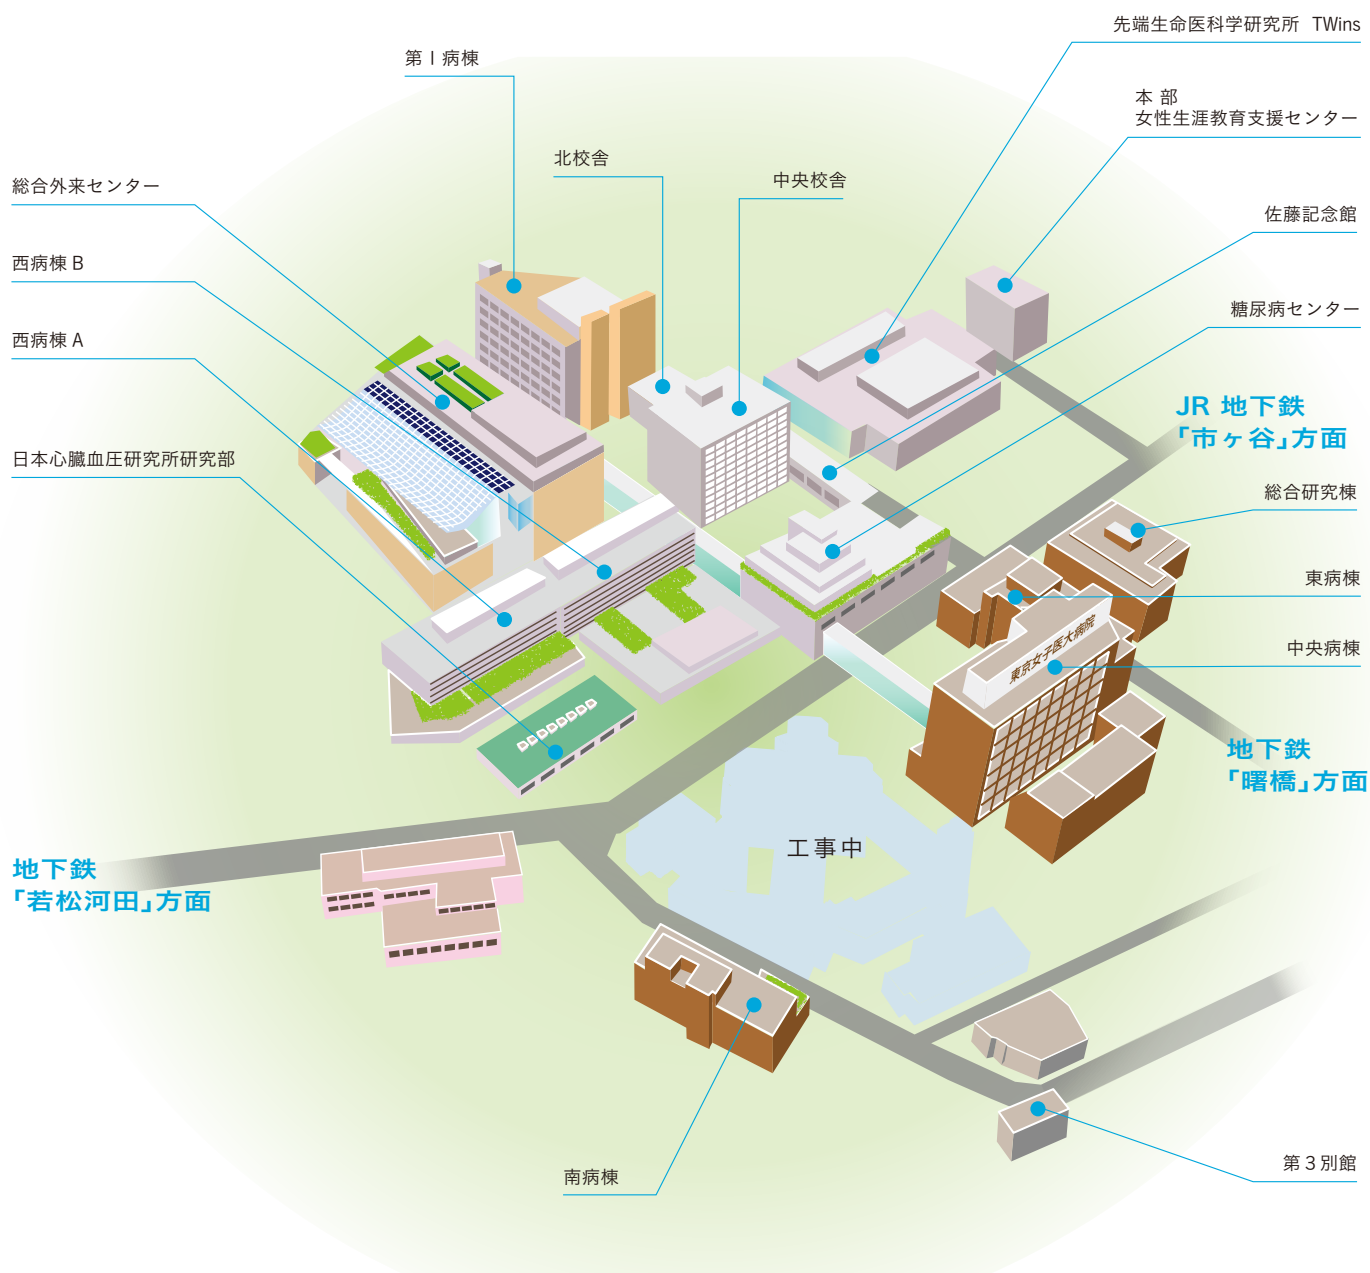 先端生命医科学研究所 TWins
第Ⅰ病棟
本 部
女性生涯教育支援センター
北校舎
中央校舎
総合外来センター
佐藤記念館
西病棟 B
糖尿病センター
西病棟 A
JR 地下鉄
「市ヶ谷」方面
日本心臓血圧研究所研究部
総合研究棟
東病棟
東京女子医大病院
中央病棟
地下鉄
「曙橋」方面
工事中
地下鉄
「若松河田」方面
南病棟
第3別館